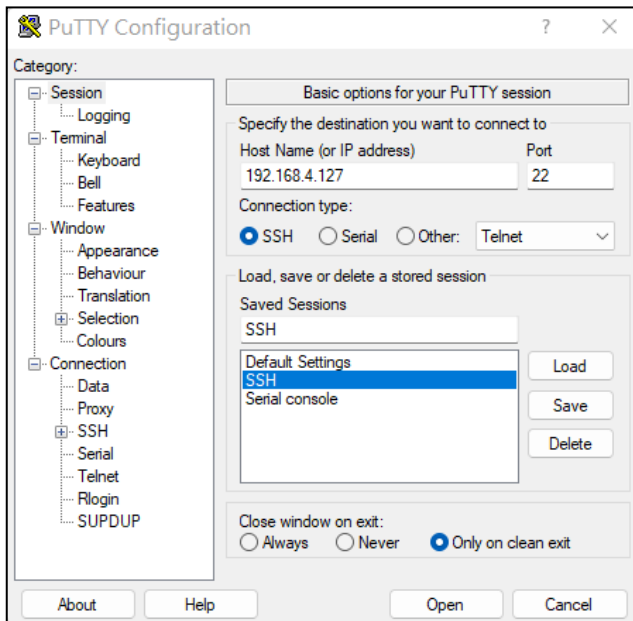 PuTTY Configuration ? ×
Category:
Session
Logging
Terminal
Keyboard
Bell
Features
Window
Appearance
Behaviour
Translation
Selection
Colours
Connection
Data
Proxy
SSH
Serial
Telnet
Rlogin
SUPDUP
Basic options for your PuTTY session
Specify the destination you want to connect to
Host Name (or IP address) Port
192.168.4.127 22
Connection type:
SSH Serial Other: Telnet
Load, save or delete a stored session
Saved Sessions
SSH
Default Settings
SSH
Serial console
Load
Save
Delete
Close window on exit:
Always Never Only on clean exit
About Help Open Cancel